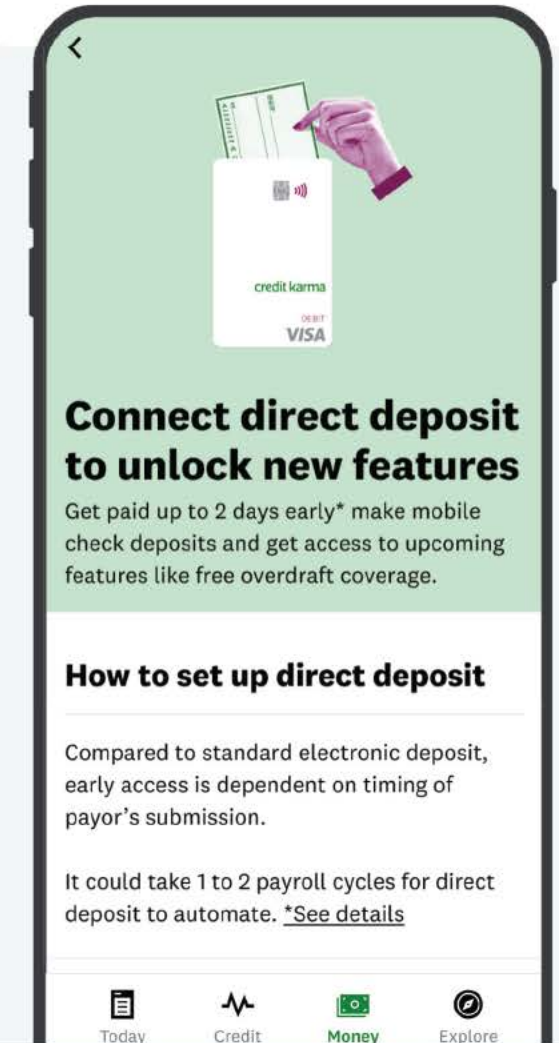 credit karma
DEBIT
VISA
Connect direct deposit
to unlock new features
Get paid up to 2 days early* make mobile
check deposits and get access to upcoming
features like free overdraft coverage.
How to set up direct deposit
Compared to standard electronic deposit,
early access is dependent on timing of
payor’s submission.
It could take 1 to 2 payroll cycles for direct
deposit to automate. *See details
Today Credit Money Explore